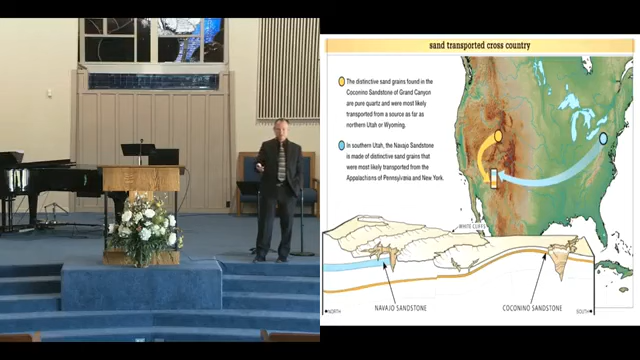 sand transported cross country
The distinctive sand grains found in the
Coconino Sandstone of Grand Canyon
are pure quartz and were most likely
transported from a source as far as
northern Utah or Wyoming.
In southern Utah, the Navajo Sandstone
is made of distinctive sand grains that
were most likely transported from the
Appalachians of Pennsylvania and New York.
WHITE CLIFFS
NAVAJO SANDSTONE
COCONINO SANDSTONE
NORTH
SOUTH